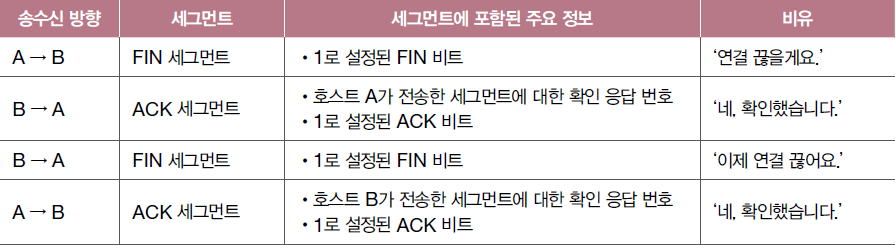 송수신 방향 세그먼트 세그먼트에 포함된 주요 정보 비유
A → B FIN 세그먼트 • 1로 설정된 FIN 비트 ‘연결 끊을게요.’
B → A ACK 세그먼트 • 호스트 A가 전송한 세그먼트에 대한 확인 응답 번호 ‘네, 확인했습니다.’
• 1로 설정된 ACK 비트
B → A FIN 세그먼트 • 1로 설정된 FIN 비트 ‘이제 연결 끊어요.’
A → B ACK 세그먼트 • 호스트 B가 전송한 세그먼트에 대한 확인 응답 번호 ‘네, 확인했습니다.’
• 1로 설정된 ACK 비트